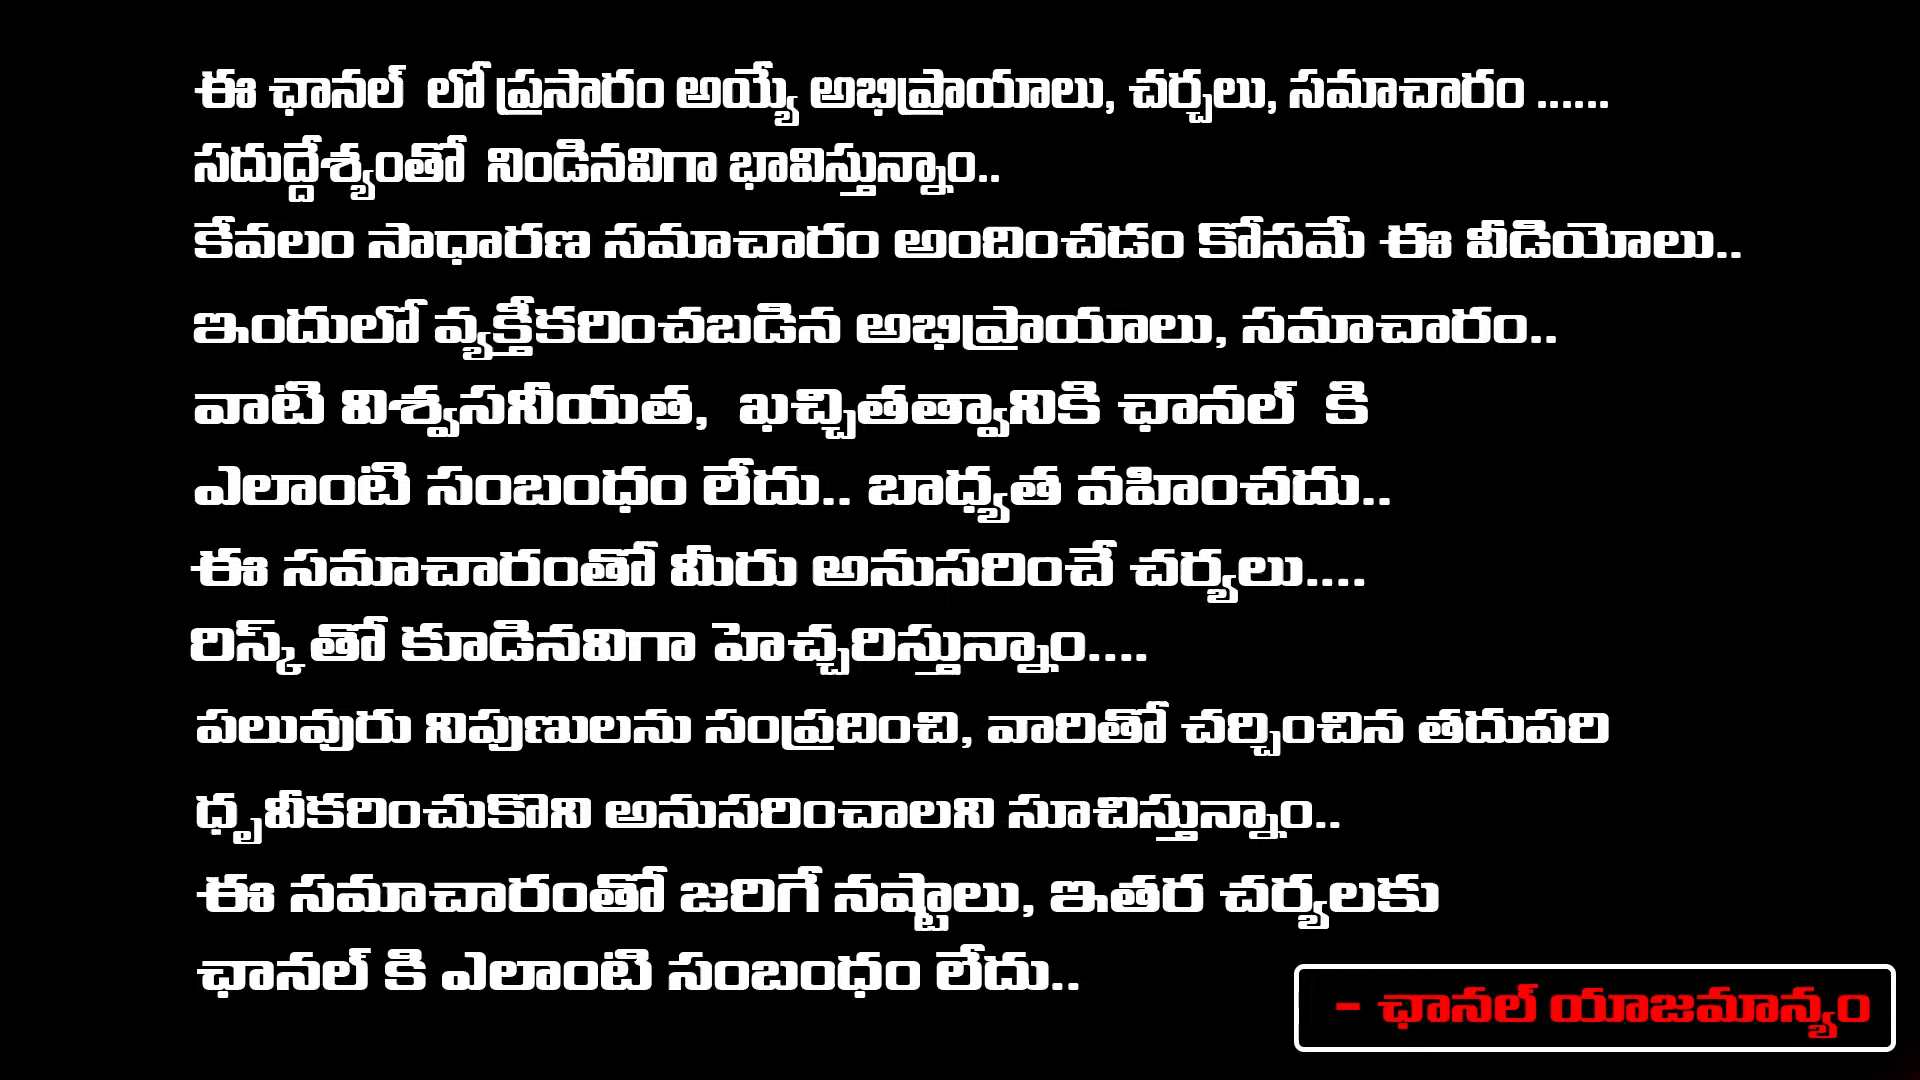 ఈ ఛానల్ లో ప్రసారం అయ్యే అభిప్రాయాలు, చర్చలు, సమాచారం ......
సదుద్దేశ్యంతో నిండినవిగా భావిస్తున్నాం..
కేవలం సాధారణ సమాచారం అందించడం కోసమే ఈ వీడియోలు..
ఇందులో వ్యక్తీకరించబడిన అభిప్రాయాలు, సమాచారం..
వాటి విశ్వసనీయత, ఖచ్చితత్వానికి ఛానల్ కి
ఎలాంటి సంబంధం లేదు.. బాధ్యత వహించదు..
ఈ సమాచారంతో మీరు అనుసరించే చర్యలు....
రిస్క్ తో కూడినవిగా హెచ్చరిస్తున్నాం....
పలువురు నిపుణులను సంప్రదించి, వారితో చర్చించిన తదుపరి
ధృవీకరించుకొని అనుసరించాలని సూచిస్తున్నాం..
ఈ సమాచారంతో జరిగే నష్టాలు, ఇతర చర్యలకు
ఛానల్ కి ఎలాంటి సంబంధం లేదు..
- ఛానల్ యాజమాన్యం